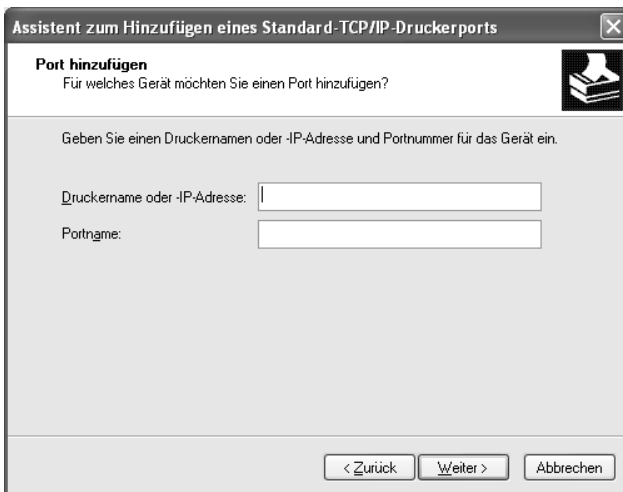 Assistent zum Hinzufügen eines Standard-TCP/IP-Druckerports
Port hinzufügen
Für welches Gerät möchten Sie einen Port hinzufügen?
Geben Sie einen Druckernamen oder -IP-Adresse und Portnummer für das Gerät ein.
Druckername oder -IP-Adresse:
Portname:
< Zurück Weiter > Abbrechen